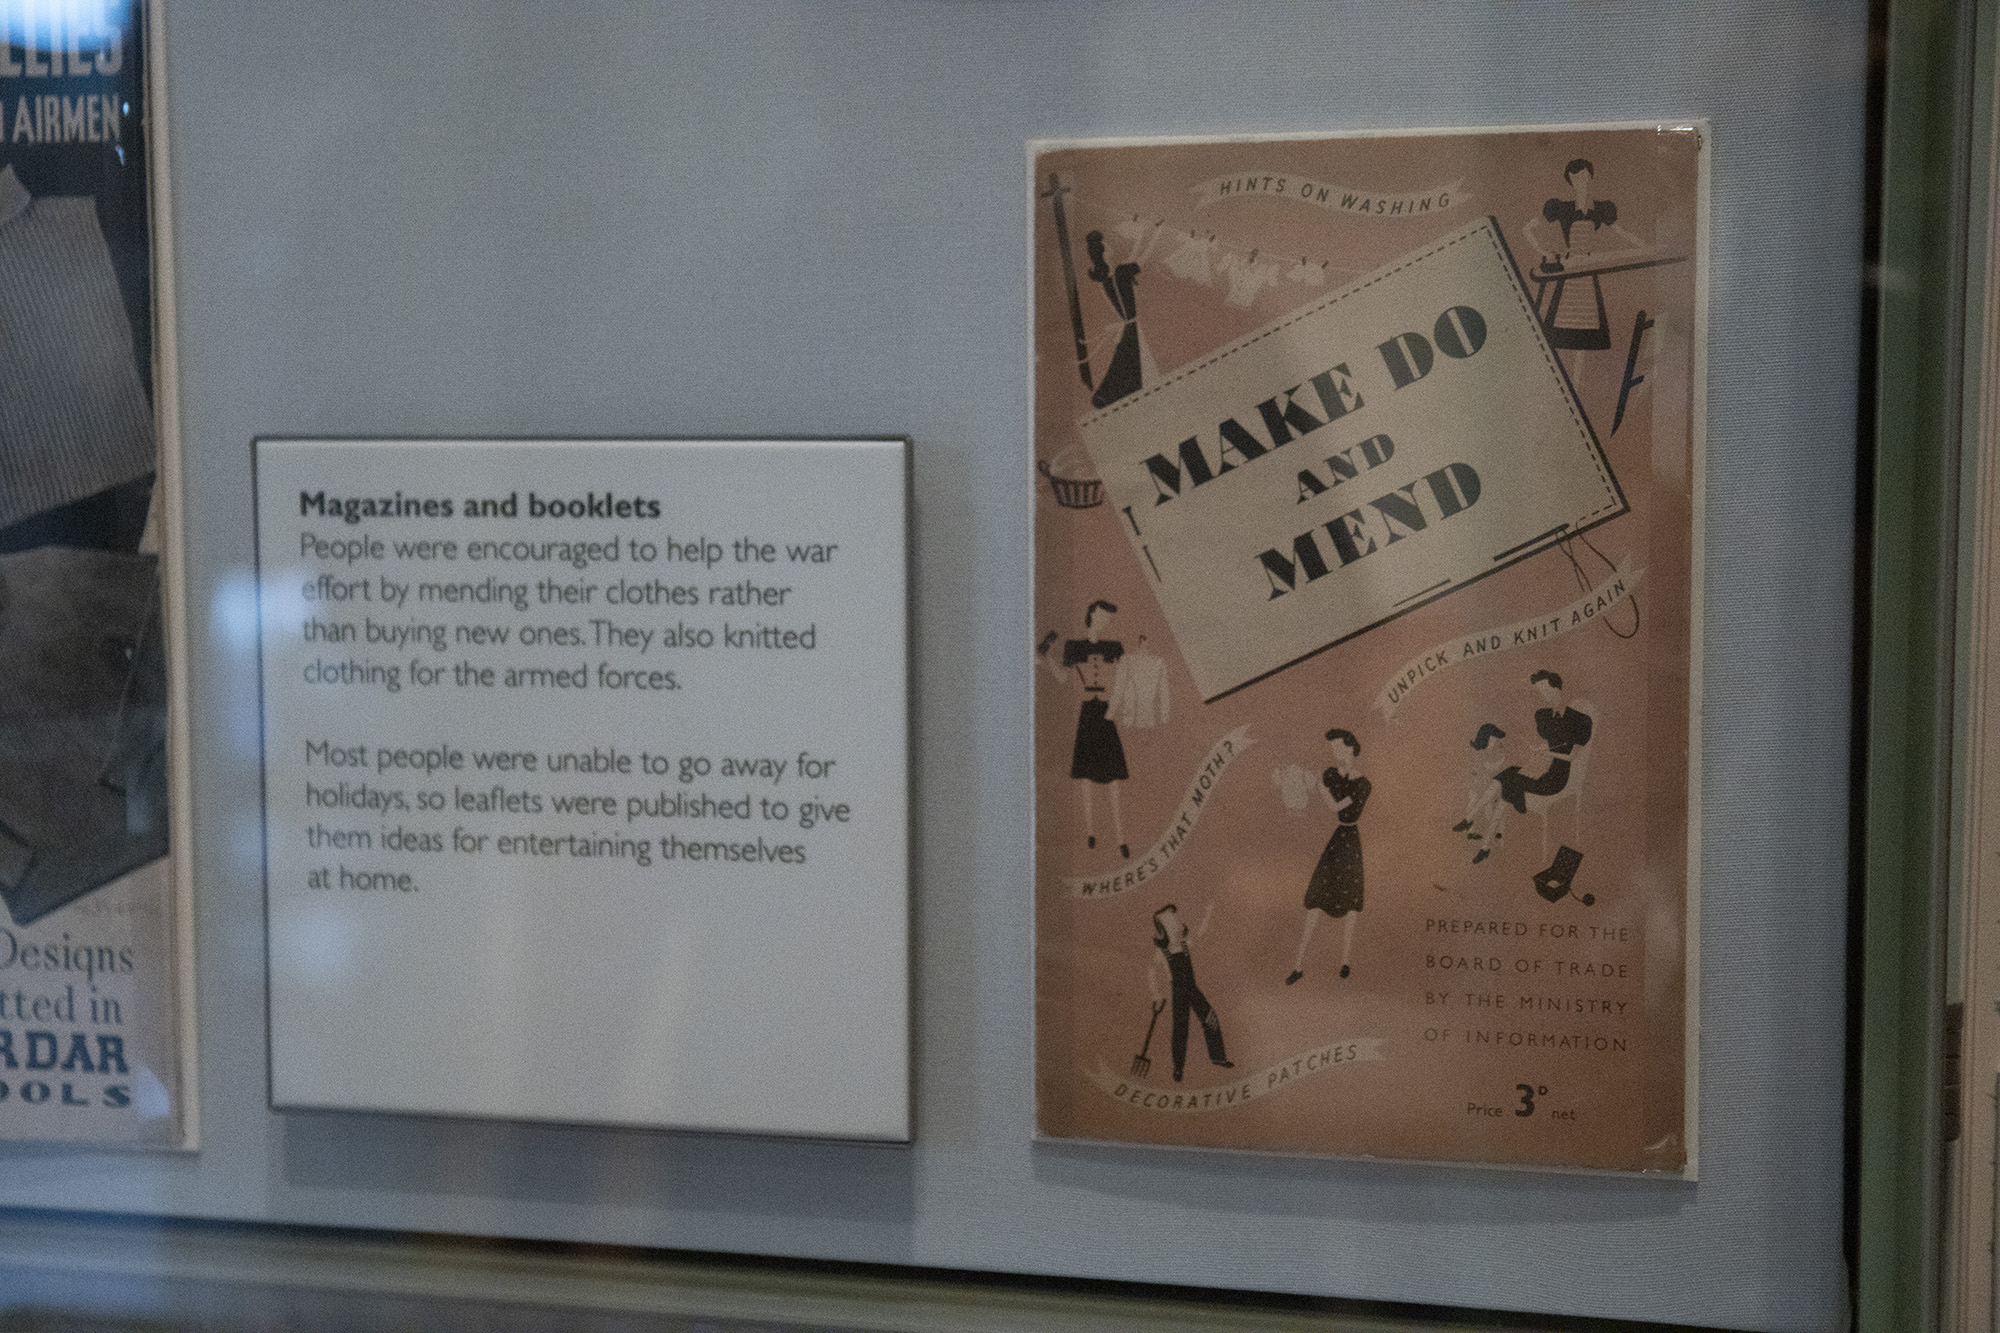 AIRMEN
Designs
in
Magazines and booklets
People were encouraged to help the war
effort by mending their clothes rather
than buying new ones. They also knitted
clothing for the armed forces.
Most people were unable to go away for
holidays, so leaflets were published to give
them ideas for entertaining themselves
at home.
HINTS ON WASHING
MAKE DO
AND
MEND
UNPICK AND KNIT AGAIN
WHERE'S THAT MOTH?
DECORATIVE PATCHES
PREPARED FOR THE
BOARD OF TRADE
BY THE MINISTRY
OF INFORMATION
Price 3D net